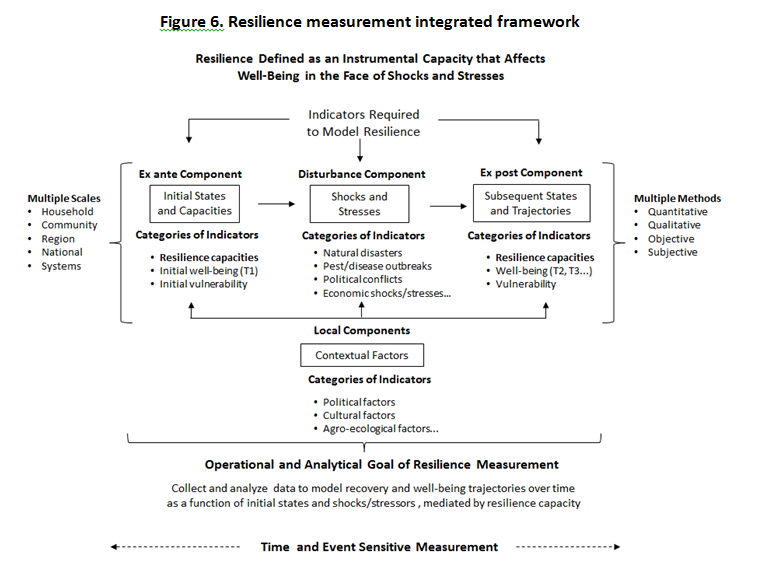 Figure 6. Resilience measurement integrated framework
Resilience Defined as an Instrumental Capacity that Affects
Well-Being in the Face of Shocks and Stresses
Indicators Required
to Model Resilience
Multiple Scales
• Household
• Community
• Region
• National
• Systems
Ex ante Component
Initial States
and Capacities
Categories of Indicators
• Resilience capacities
• Initial well-being (T1)
• Initial vulnerability
Disturbance Component
Shocks and
Stresses
Categories of Indicators
• Natural disasters
• Pest/disease outbreaks
• Political conflicts
• Economic shocks/stresses...
Ex post Component
Subsequent States
and Trajectories
Categories of Indicators
• Resilience capacities
• Well-being (T2, T3...)
• Vulnerability
Multiple Methods
• Quantitative
• Qualitative
• Objective
• Subjective
Local Components
Contextual Factors
Categories of Indicators
• Political factors
• Cultural factors
• Agro-ecological factors...
Operational and Analytical Goal of Resilience Measurement
Collect and analyze data to model recovery and well-being trajectories over time
as a function of initial states and shocks/stressors , mediated by resilience capacity
Time and Event Sensitive Measurement